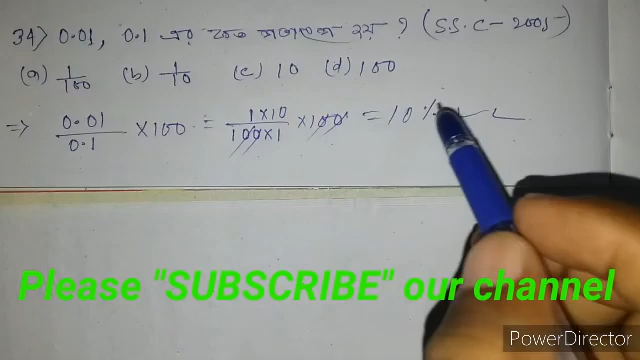 34> 0.01, 0.1 এর কত শতাংশ হয় ? (S.S.C - 2005)
(a) 1/100 (b) 1/10 (c) 10 (d) 100
=> 0.01/0.1 ×100 = 1×10/100×1 ×100 = 10%
Please "SUBSCRIBE" our channel
PowerDirector